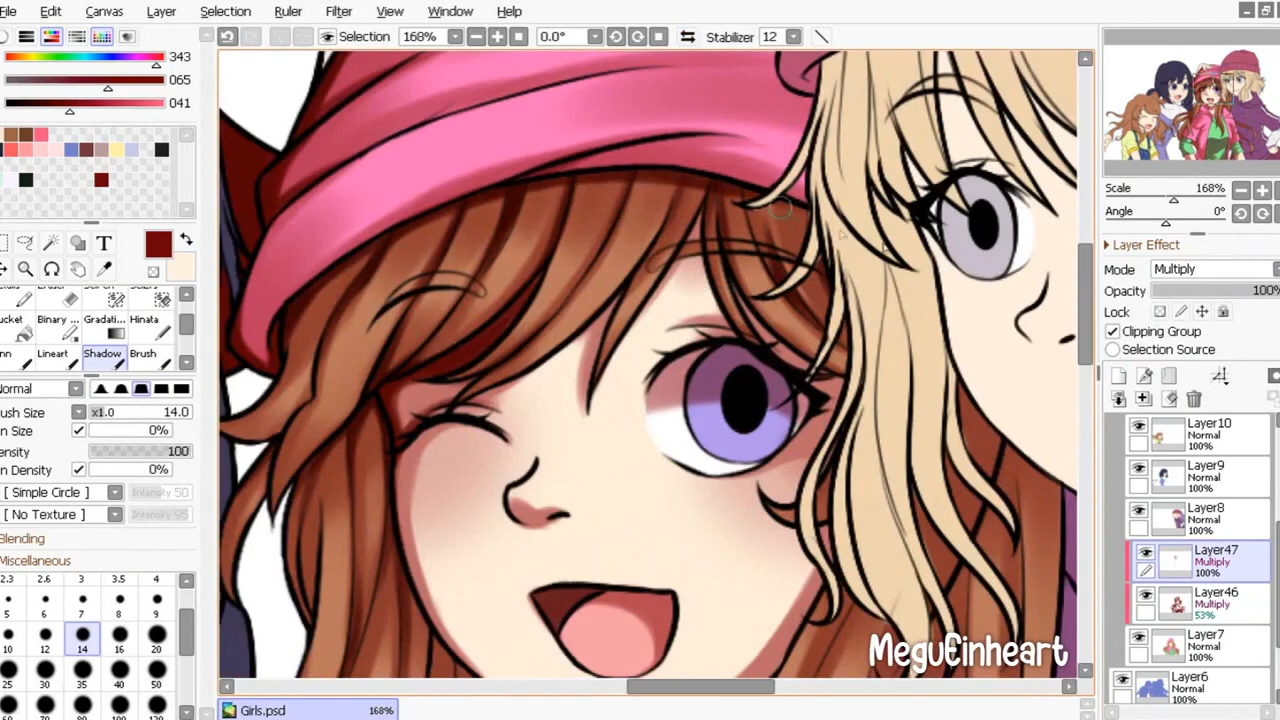 File Edit Canvas Layer Selection Ruler Filter View Window Help
Selection 168% 0.0° Stabilizer 12
343
065
041
T
Scale 168%
Angle 0°
Layer Effect
Mode Multiply
Opacity 100%
Lock
Clipping Group
Selection Source
Binary ... Gradati... Hinata
Lineart Shadow Brush
Normal
x1.0 14.0
0%
100
0%
[ Simple Circle ] Intensity 50
[ No Texture ] Intensity 95
Blending
Miscellaneous
2.3 2.6 3 3.5 4
5 6 7 8 9
10 12 14 16 20
25 30 35 40 50
Layer10
Normal
100%
Layer9
Normal
100%
Layer8
Normal
100%
Layer47
Multiply
100%
Layer46
Multiply
53%
Layer7
Normal
100%
Layer6
Normal
100%
MeguEinheart
Girls.psd 168%